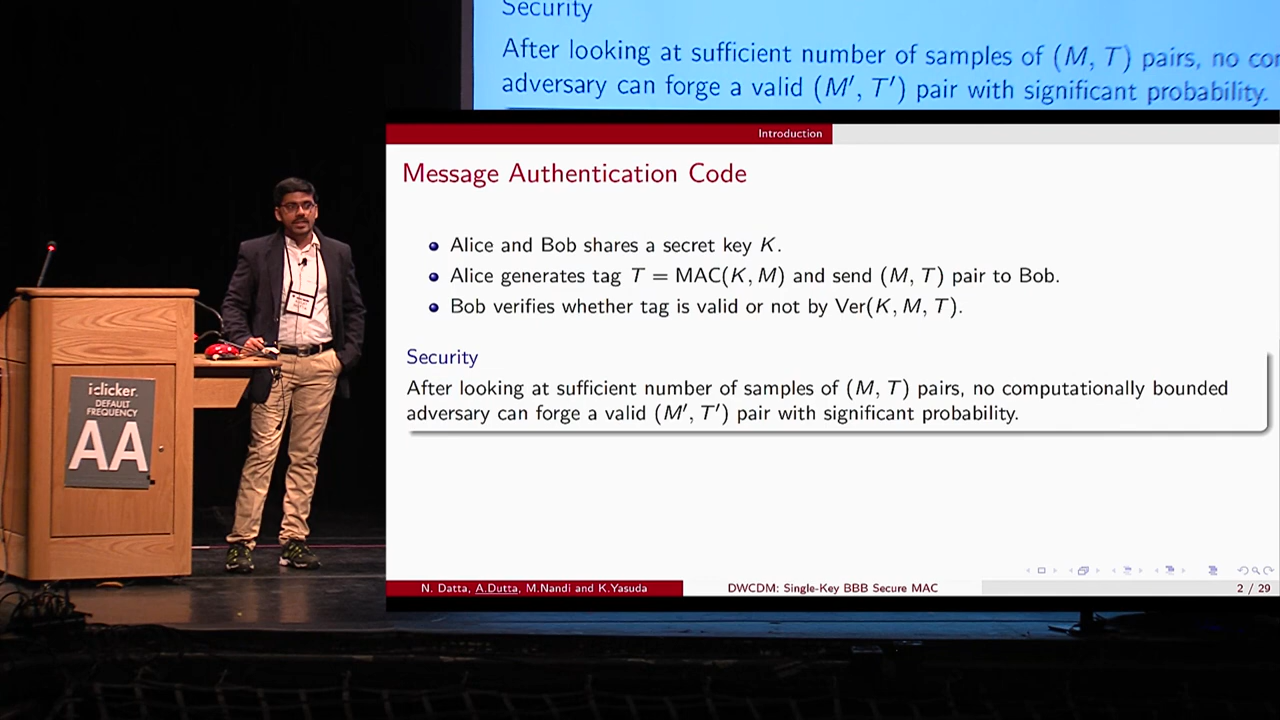 Security
After looking at sufficient number of samples of (M, T) pairs, no co
adversary can forge a valid (M′, T′) pair with significant probability.
Introduction
Message Authentication Code
Alice and Bob shares a secret key K.
Alice generates tag T = MAC(K, M) and send (M, T) pair to Bob.
Bob verifies whether tag is valid or not by Ver(K, M, T).
Security
After looking at sufficient number of samples of (M, T) pairs, no computationally bounded
adversary can forge a valid (M′, T′) pair with significant probability.
N. Datta, A.Dutta, M.Nandi and K.Yasuda DWCDM: Single-Key BBB Secure MAC 2 / 29
i>clicker.
DEFAULT
FREQUENCY
AA